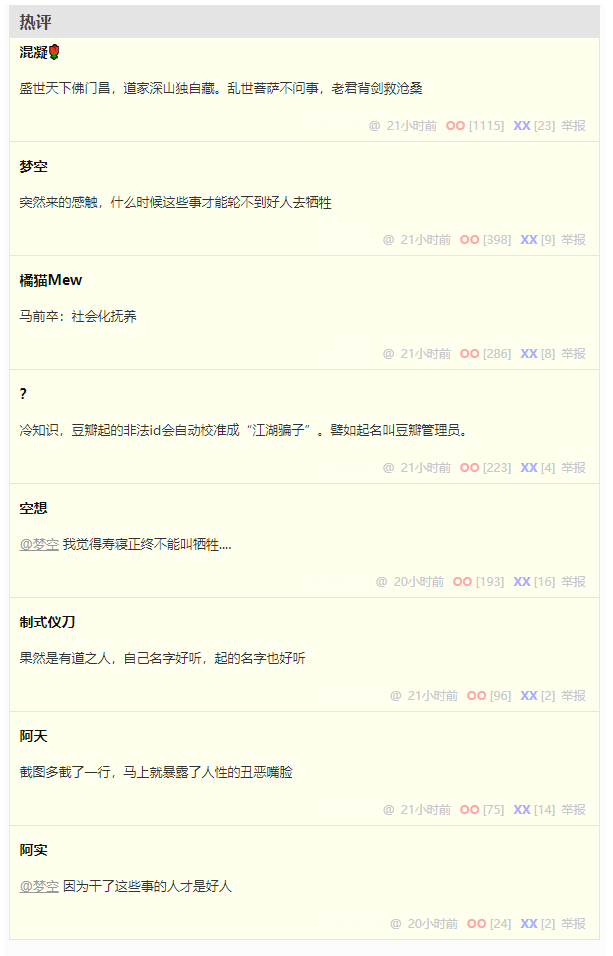 热评
混凝🌹
盛世天下佛门昌，道家深山独自藏。乱世菩萨不问事，老君背剑救沧桑
@ 21小时前 OO [1115] XX [23] 举报
梦空
突然来的感触，什么时候这些事才能轮不到好人去牺牲
@ 21小时前 OO [398] XX [9] 举报
橘猫Mew
马前卒：社会化抚养
@ 21小时前 OO [286] XX [8] 举报
？
冷知识，豆瓣起的非法id会自动校准成“江湖骗子”。譬如起名叫豆瓣管理员。
@ 21小时前 OO [223] XX [4] 举报
空想
@梦空 我觉得寿寝正终不能叫牺牲....
@ 20小时前 OO [193] XX [16] 举报
制式仪刀
果然是有道之人，自己名字好听，起的名字也好听
@ 21小时前 OO [96] XX [2] 举报
阿天
截图多截了一行，马上就暴露了人性的丑恶嘴脸
@ 21小时前 OO [75] XX [14] 举报
阿实
@梦空 因为干了这些事的人才是好人
@ 20小时前 OO [24] XX [2] 举报